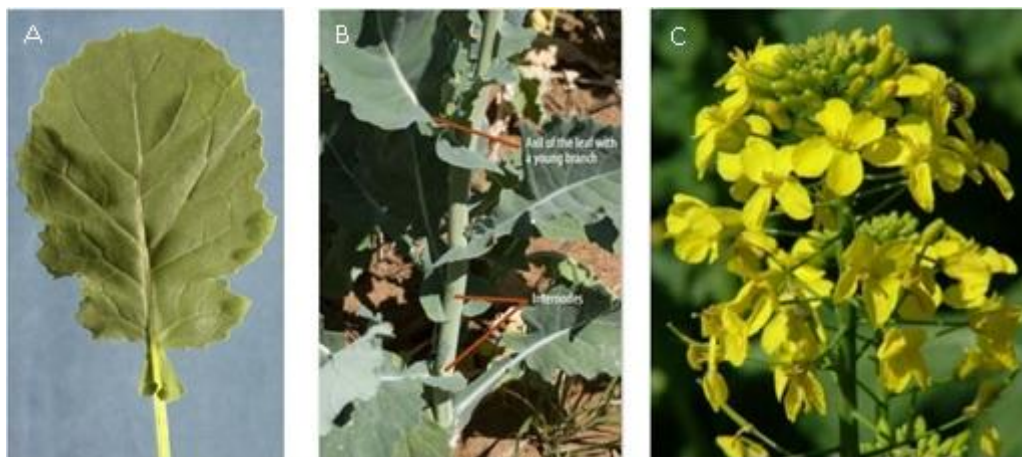 A
B
C
Axil of the leaf with
a young branch
Internodes